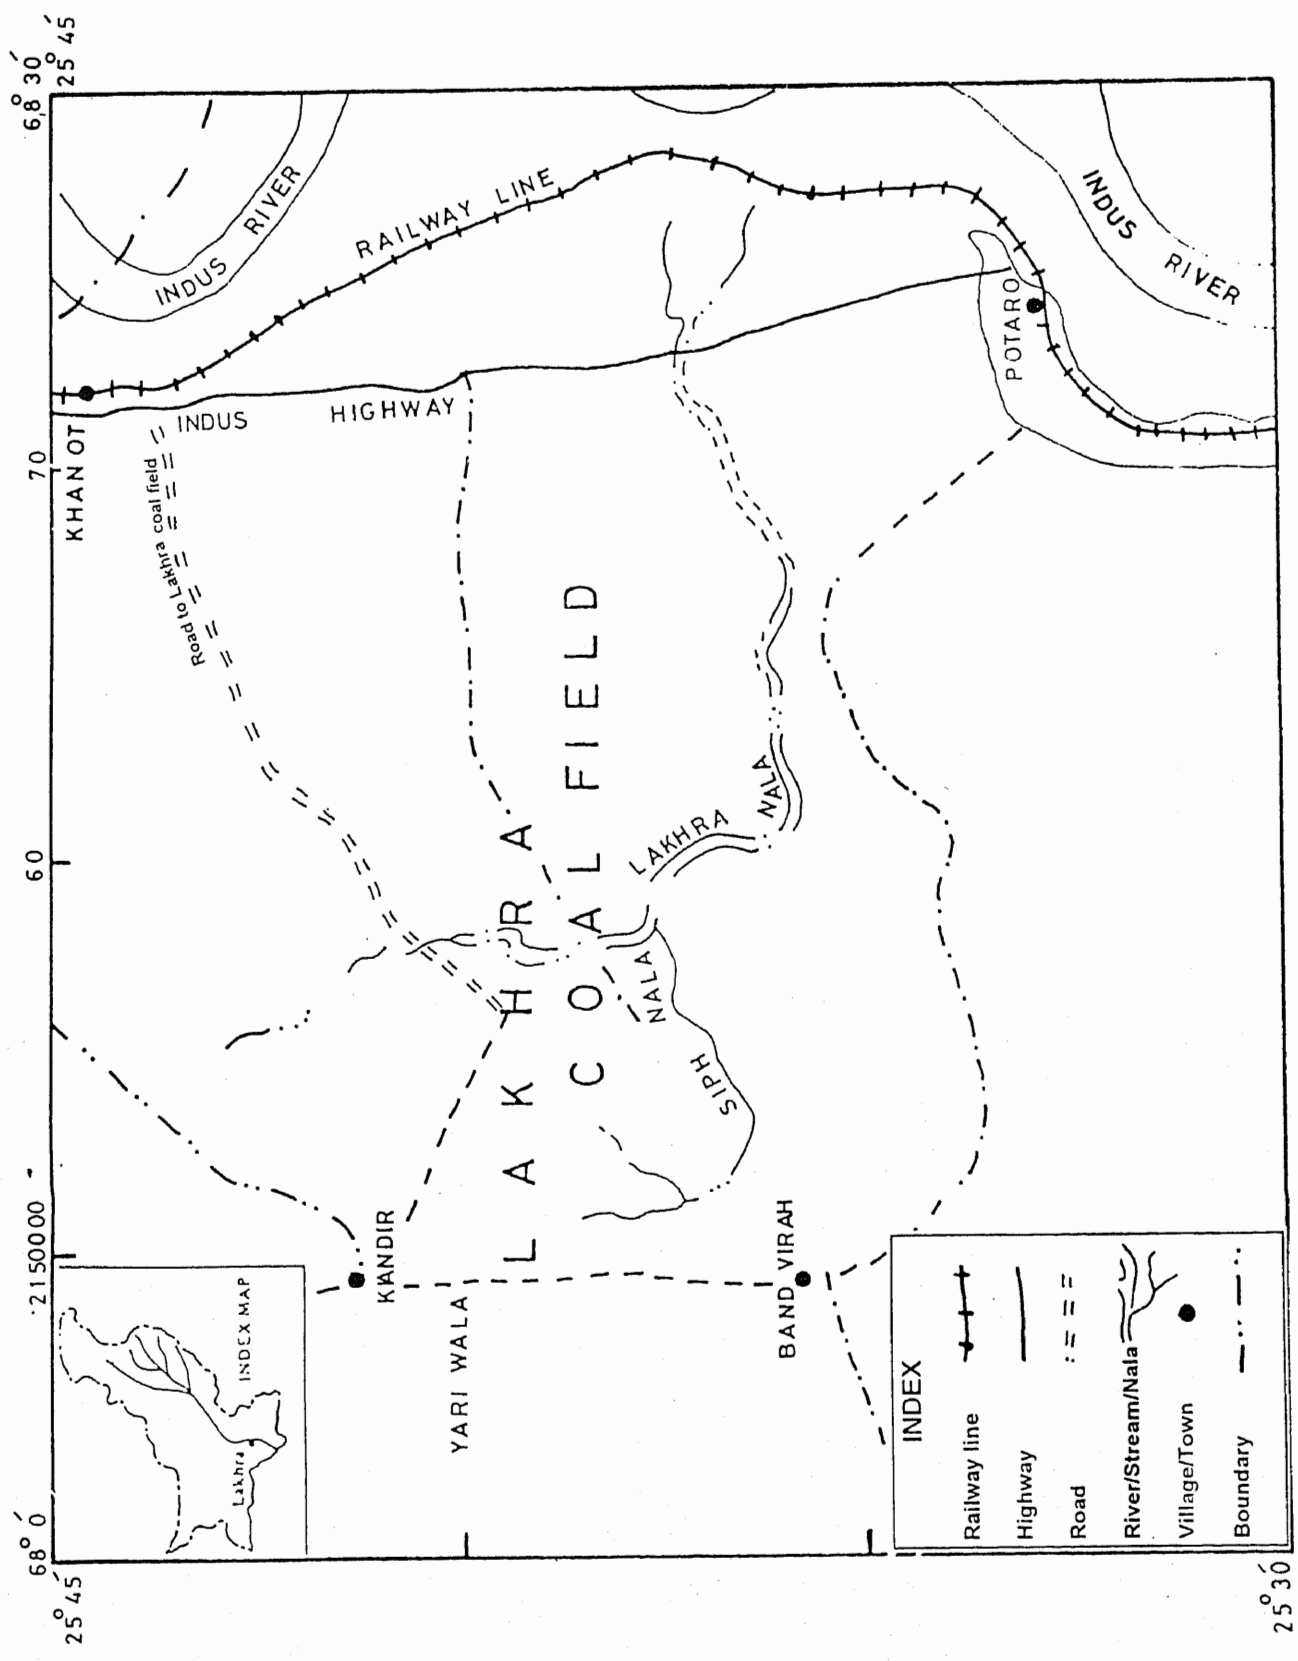 68° 0′
2150000
60
70
68° 30′
25° 45′
25° 45′
INDEX MAP
Lakhra
KHANOT
KANDIR
Road to Lakhra coal field
INDUS HIGHWAY
INDUS RIVER
RAILWAY LINE
YARI WALA
LAKHRA
COAL FIELD
LAKHRA NALA
SIPH NALA
BAND VIRAH
POTARO
INDUS RIVER
INDEX
Railway line
Highway
Road
River/Stream/Nala
Village/Town
Boundary
25° 30′